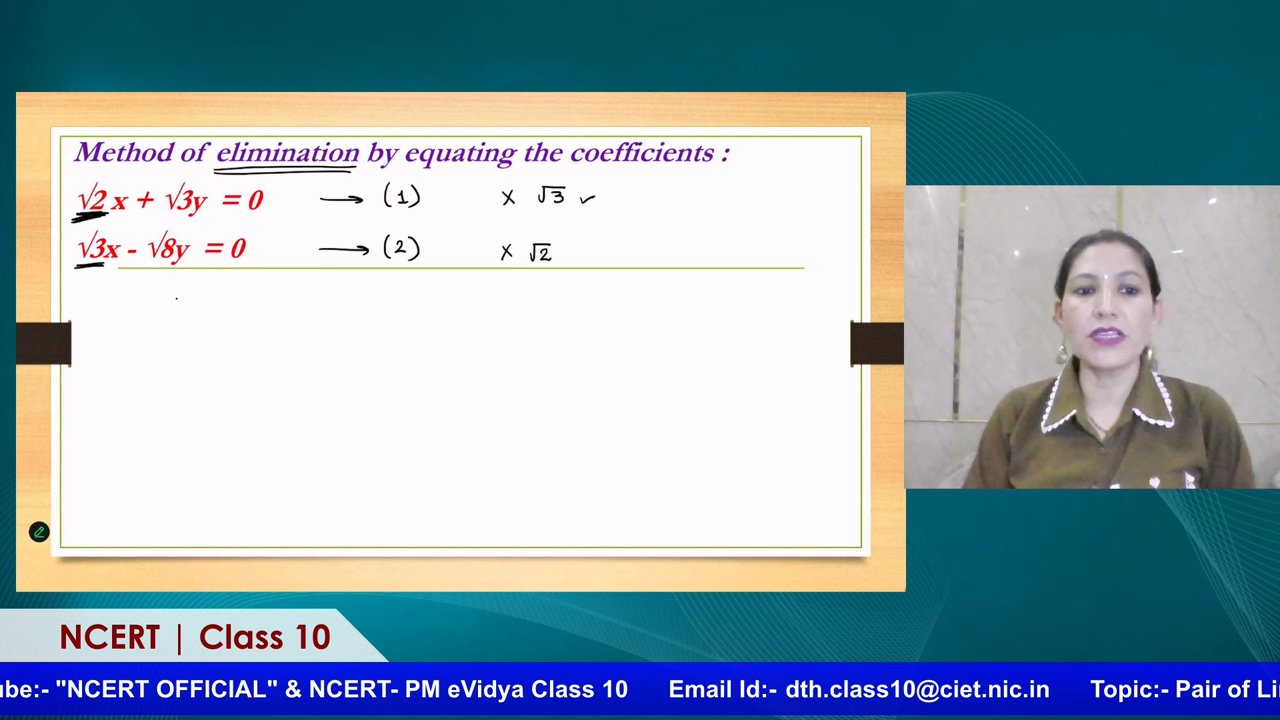 Method of elimination by equating the coefficients :
√2 x + √3y = 0 → (1) × √3 ✓
√3x - √8y = 0 → (2) × √2
NCERT | Class 10
ube:- "NCERT OFFICIAL" & NCERT- PM eVidya Class 10 Email Id:- dth.class10@ciet.nic.in Topic:- Pair of Li